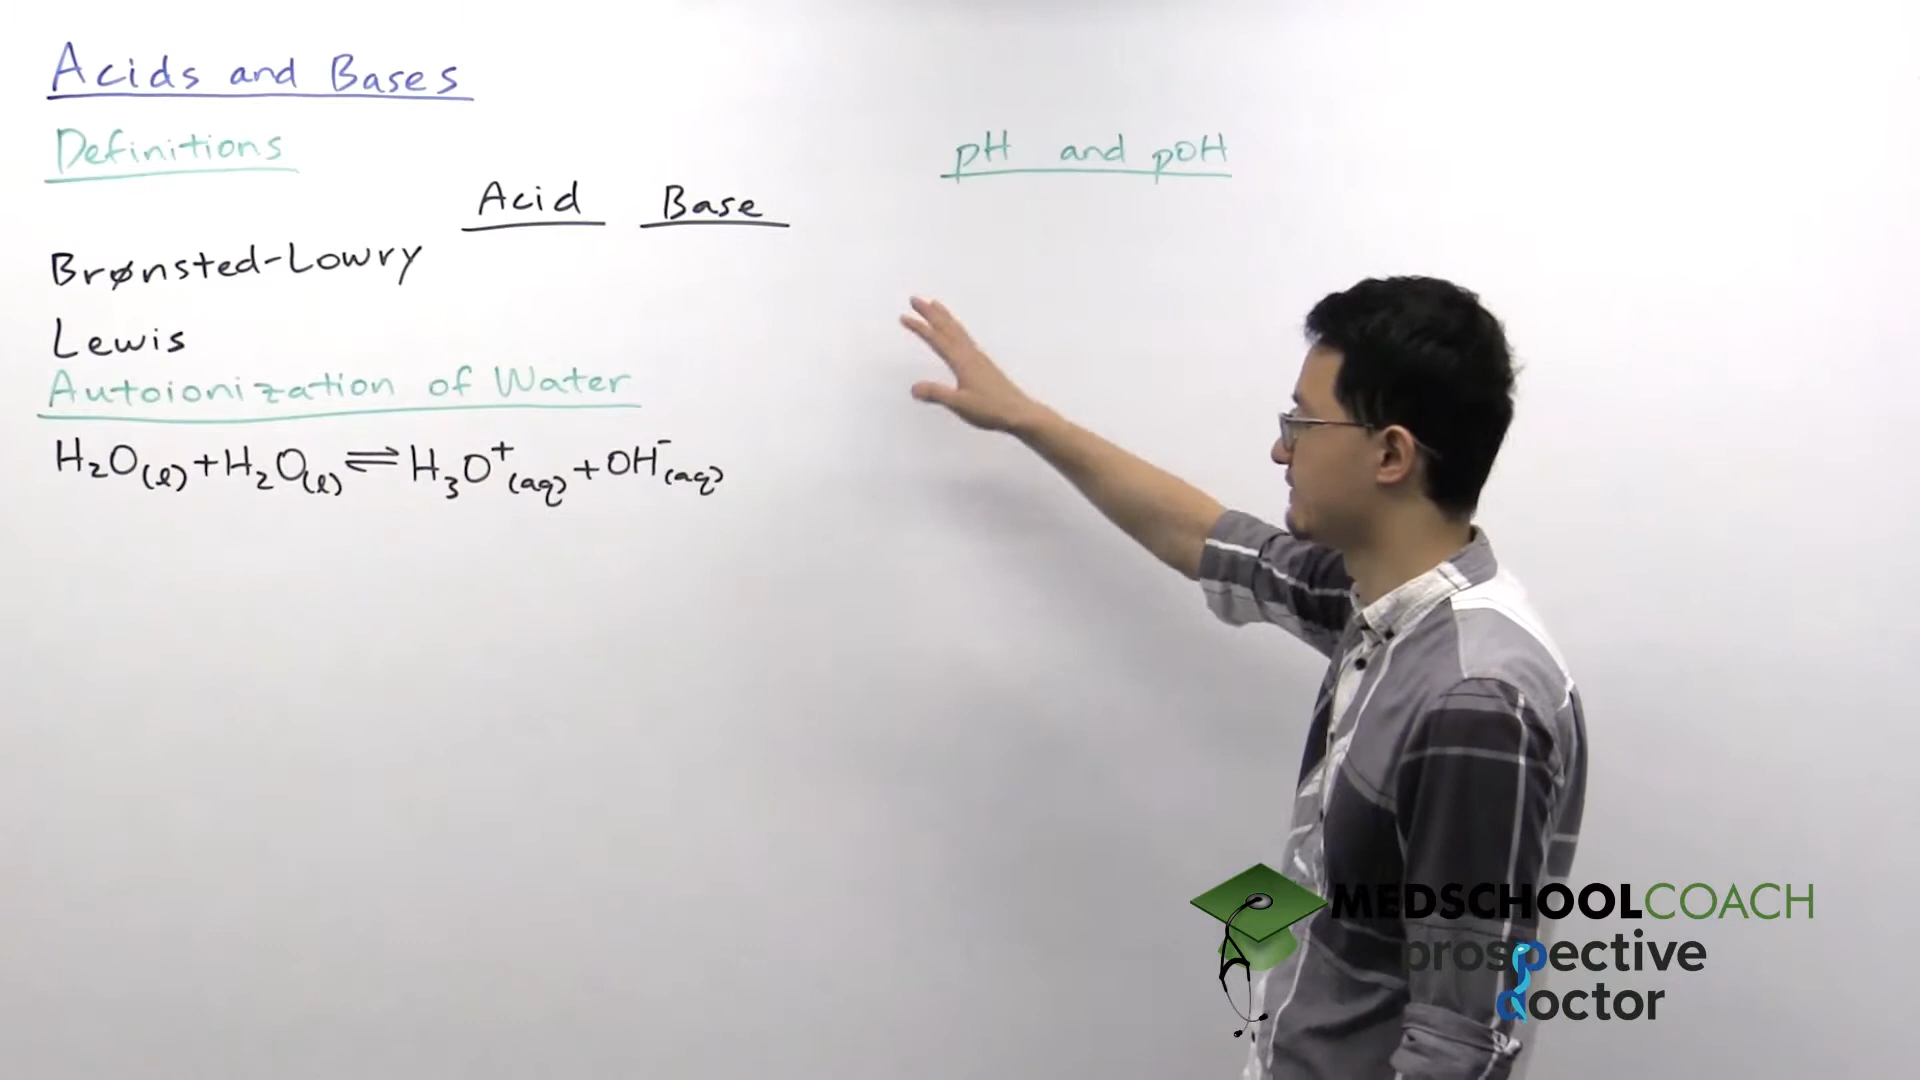 Acids and Bases
Definitions
Acid Base
Brønsted-Lowry
Lewis
Autoionization of Water
H₂O(l) + H₂O(l) ⇌ H₃O⁺(aq) + OH⁻(aq)
pH and pOH
MEDSCHOOLCOACH
prospective
doctor